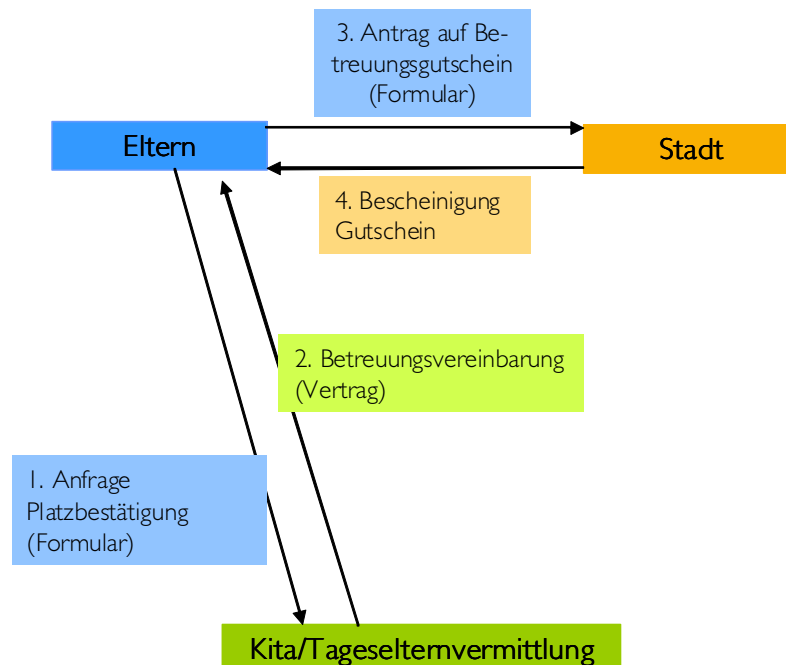 3. Antrag auf Be-
treuungsgutschein
(Formular)
Eltern
Stadt
4. Bescheinigung
Gutschein
2. Betreuungsvereinbarung
(Vertrag)
1. Anfrage
Platzbestätigung
(Formular)
Kita/Tageselternvermittlung